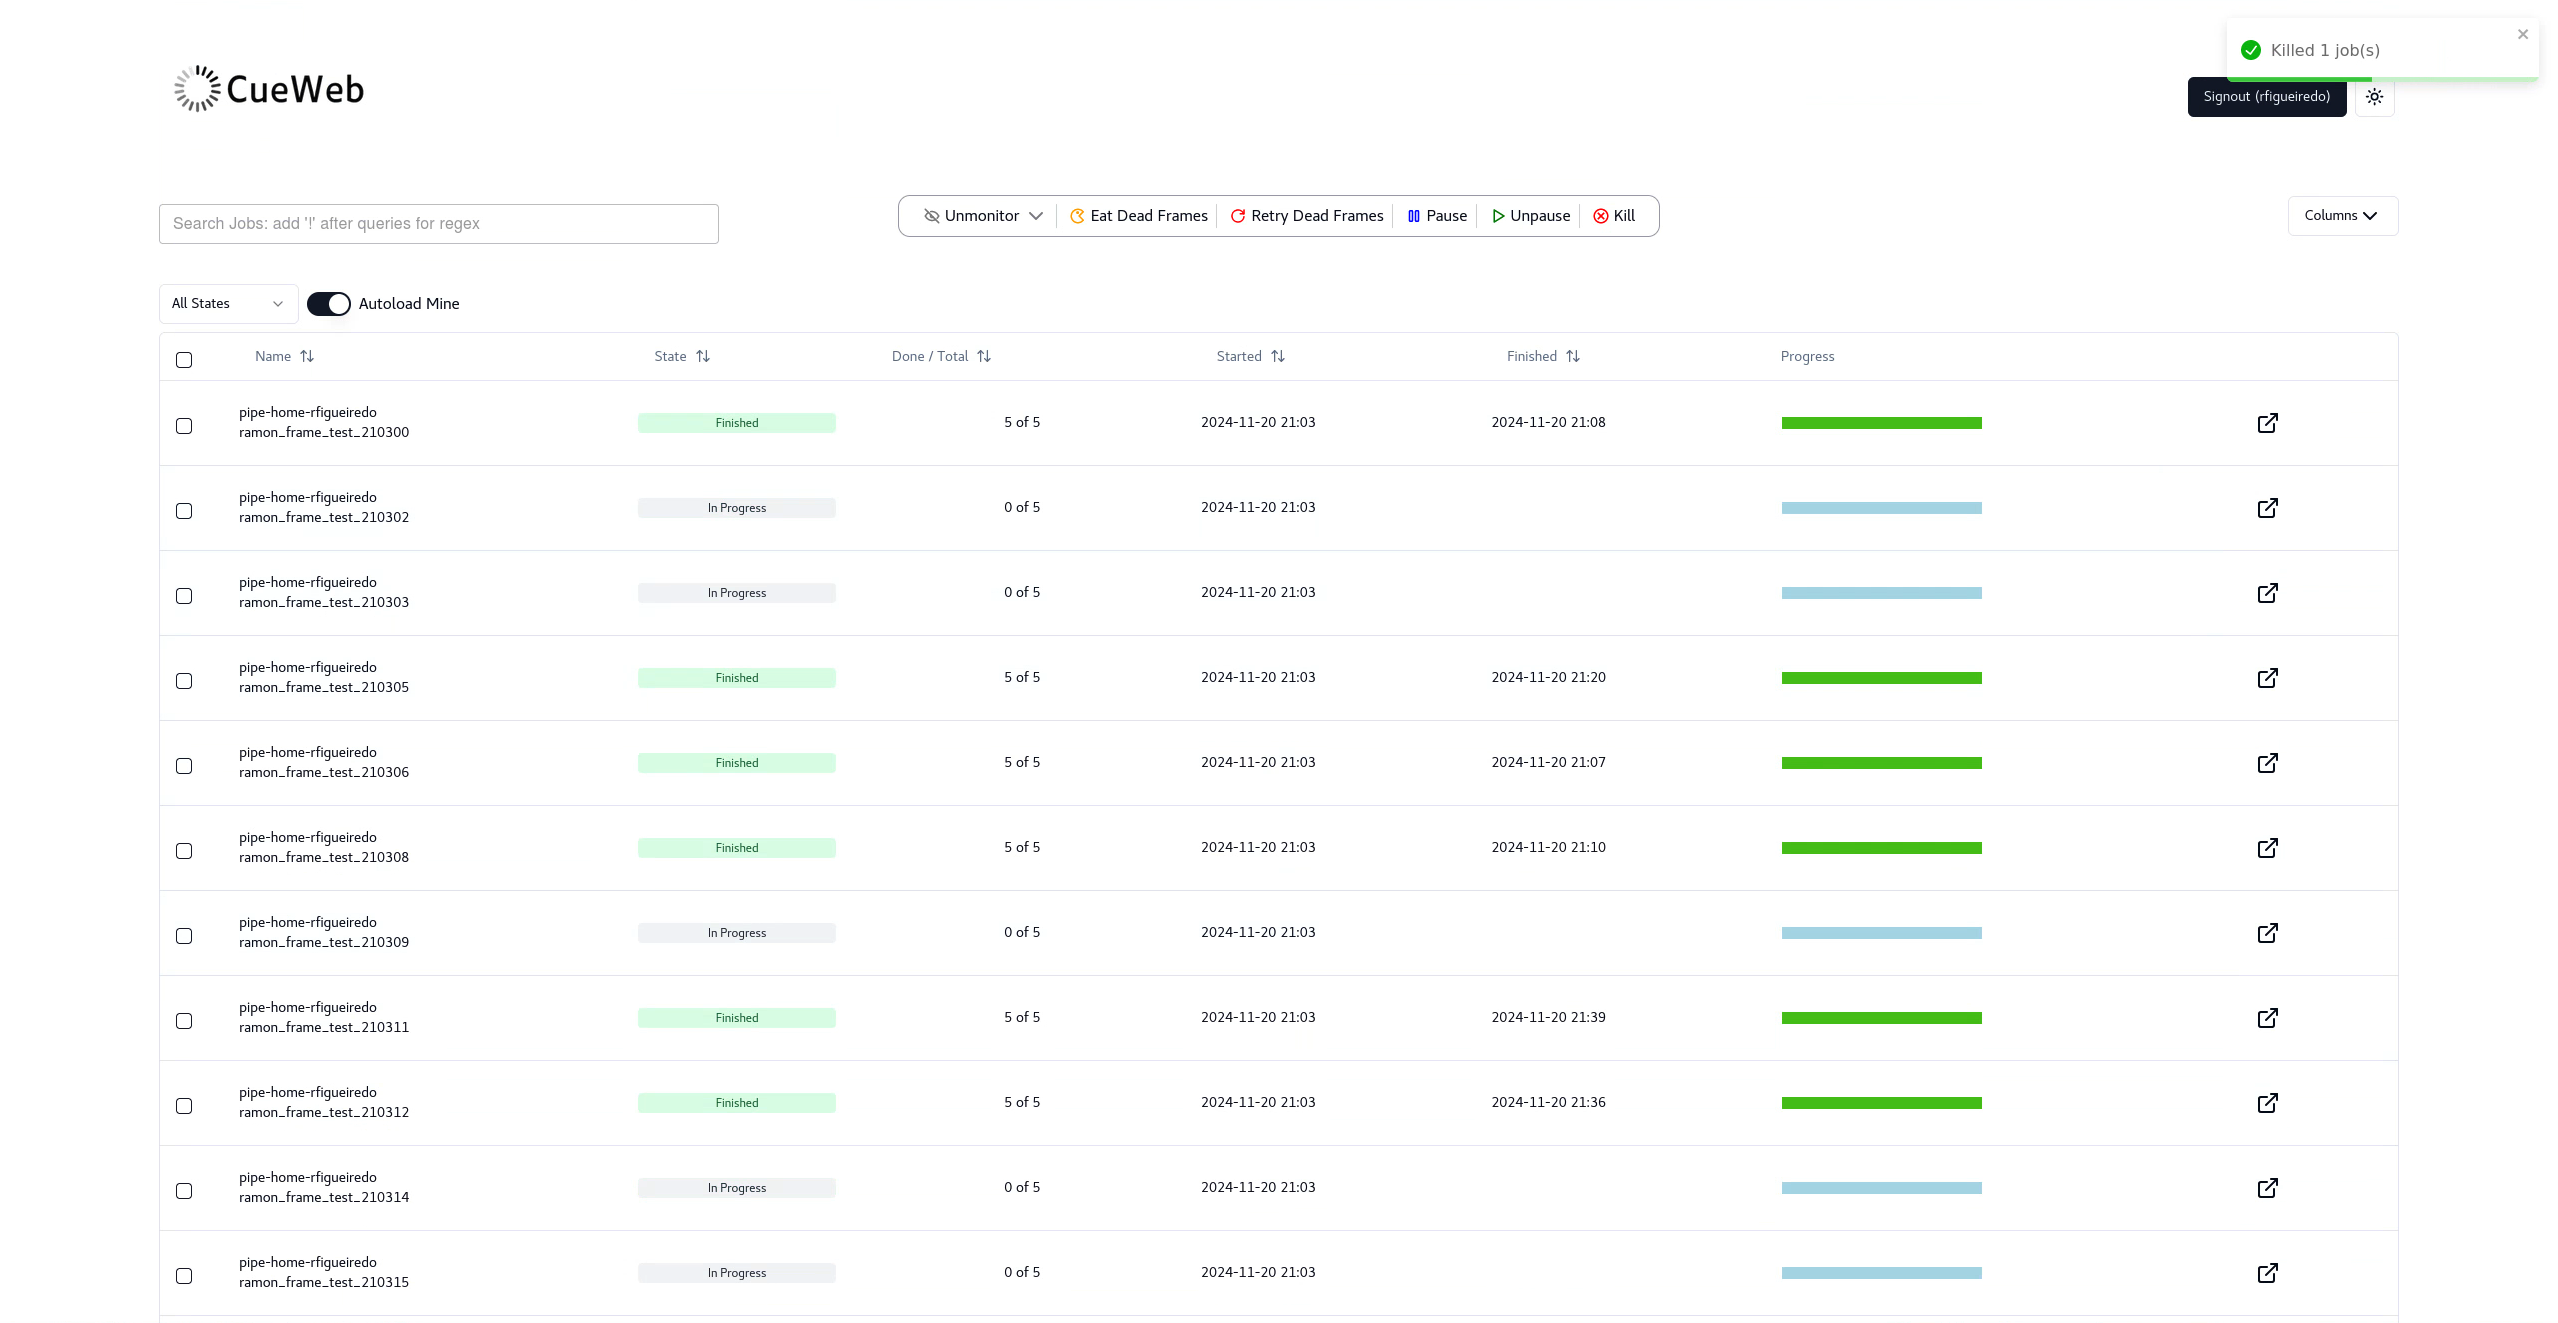 Killed 1 job(s)
CueWeb
Signout (rfigueiredo)
Search Jobs: add '!' after queries for regex
Unmonitor Eat Dead Frames Retry Dead Frames Pause Unpause Kill
Columns
All States Autoload Mine
Name State Done / Total Started Finished Progress
pipe-home-rfigueiredo
ramon_frame_test_210300
Finished 5 of 5 2024-11-20 21:03 2024-11-20 21:08
pipe-home-rfigueiredo
ramon_frame_test_210302
In Progress 0 of 5 2024-11-20 21:03
pipe-home-rfigueiredo
ramon_frame_test_210303
In Progress 0 of 5 2024-11-20 21:03
pipe-home-rfigueiredo
ramon_frame_test_210305
Finished 5 of 5 2024-11-20 21:03 2024-11-20 21:20
pipe-home-rfigueiredo
ramon_frame_test_210306
Finished 5 of 5 2024-11-20 21:03 2024-11-20 21:07
pipe-home-rfigueiredo
ramon_frame_test_210308
Finished 5 of 5 2024-11-20 21:03 2024-11-20 21:10
pipe-home-rfigueiredo
ramon_frame_test_210309
In Progress 0 of 5 2024-11-20 21:03
pipe-home-rfigueiredo
ramon_frame_test_210311
Finished 5 of 5 2024-11-20 21:03 2024-11-20 21:39
pipe-home-rfigueiredo
ramon_frame_test_210312
Finished 5 of 5 2024-11-20 21:03 2024-11-20 21:36
pipe-home-rfigueiredo
ramon_frame_test_210314
In Progress 0 of 5 2024-11-20 21:03
pipe-home-rfigueiredo
ramon_frame_test_210315
In Progress 0 of 5 2024-11-20 21:03